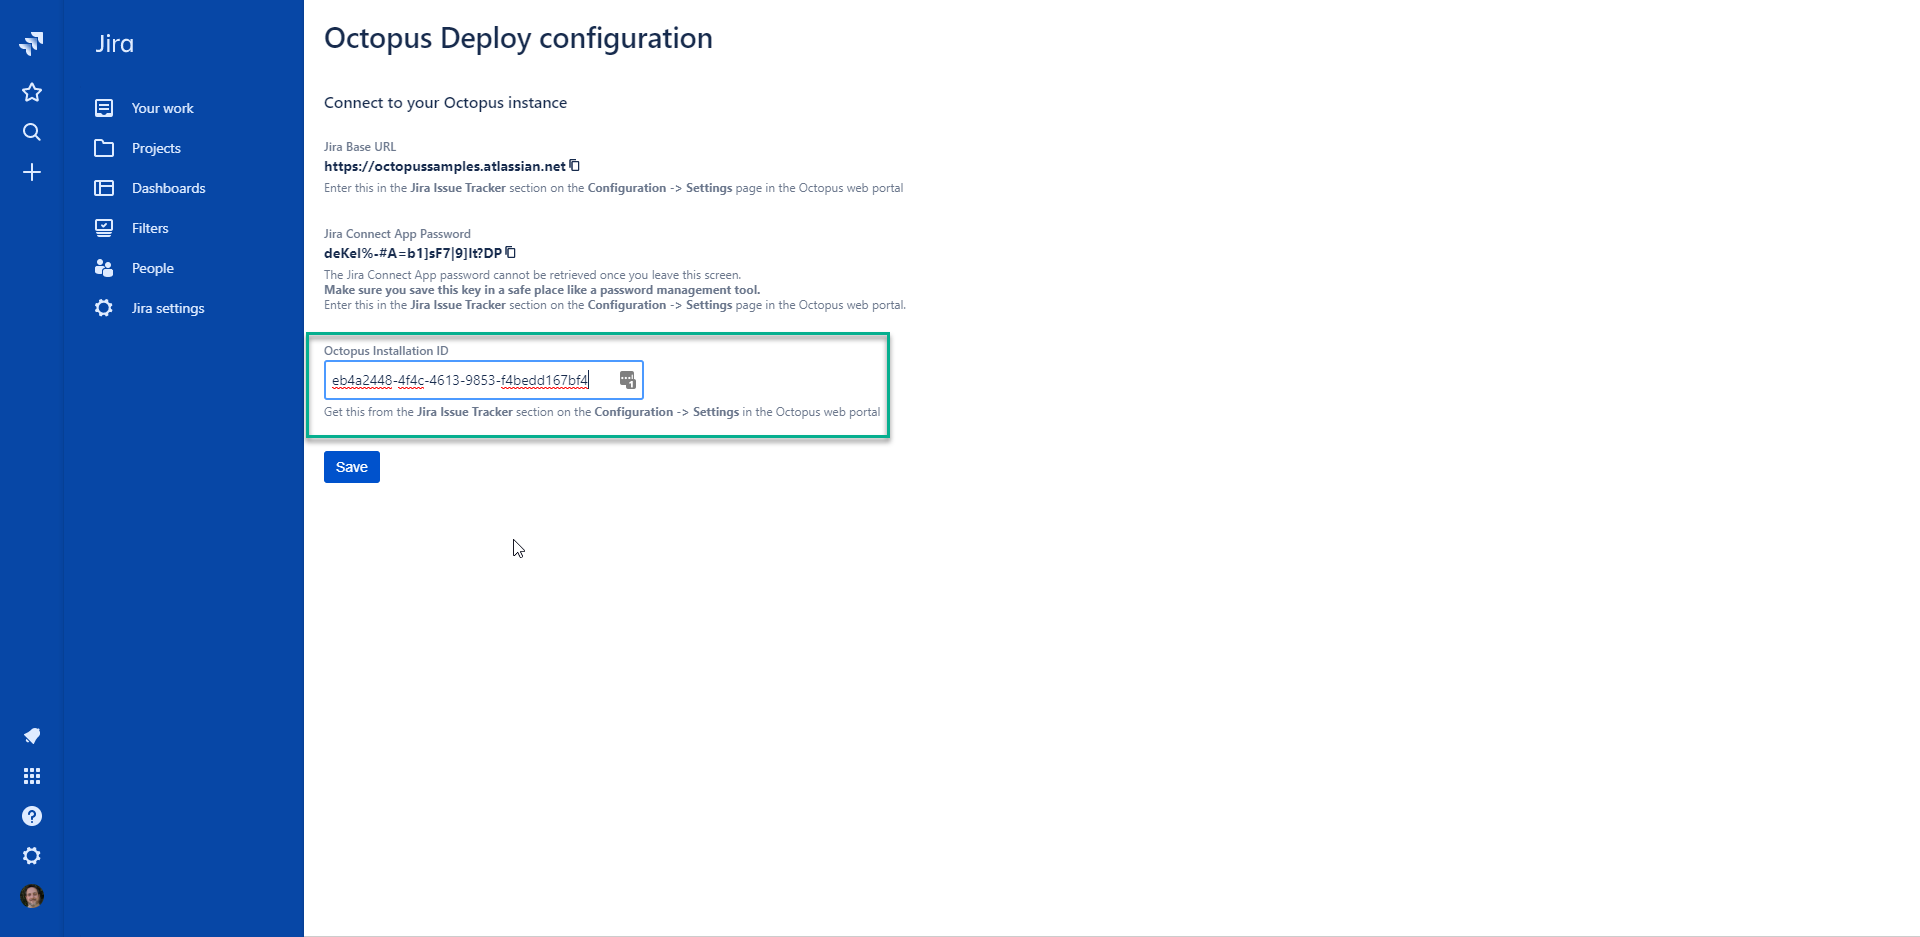 Jira
Your work
Projects
Dashboards
Filters
People
Jira settings
Octopus Deploy configuration
Connect to your Octopus instance
Jira Base URL
https://octopussamples.atlassian.net
Enter this in the Jira Issue Tracker section on the Configuration -> Settings page in the Octopus web portal
Jira Connect App Password
deKel%-#A=b1]sF7|9]lt?DP
The Jira Connect App password cannot be retrieved once you leave this screen.
Make sure you save this key in a safe place like a password management tool.
Enter this in the Jira Issue Tracker section on the Configuration -> Settings page in the Octopus web portal.
Octopus Installation ID
eb4a2448-4f4c-4613-9853-f4bedd167bf4
Get this from the Jira Issue Tracker section on the Configuration -> Settings in the Octopus web portal
Save